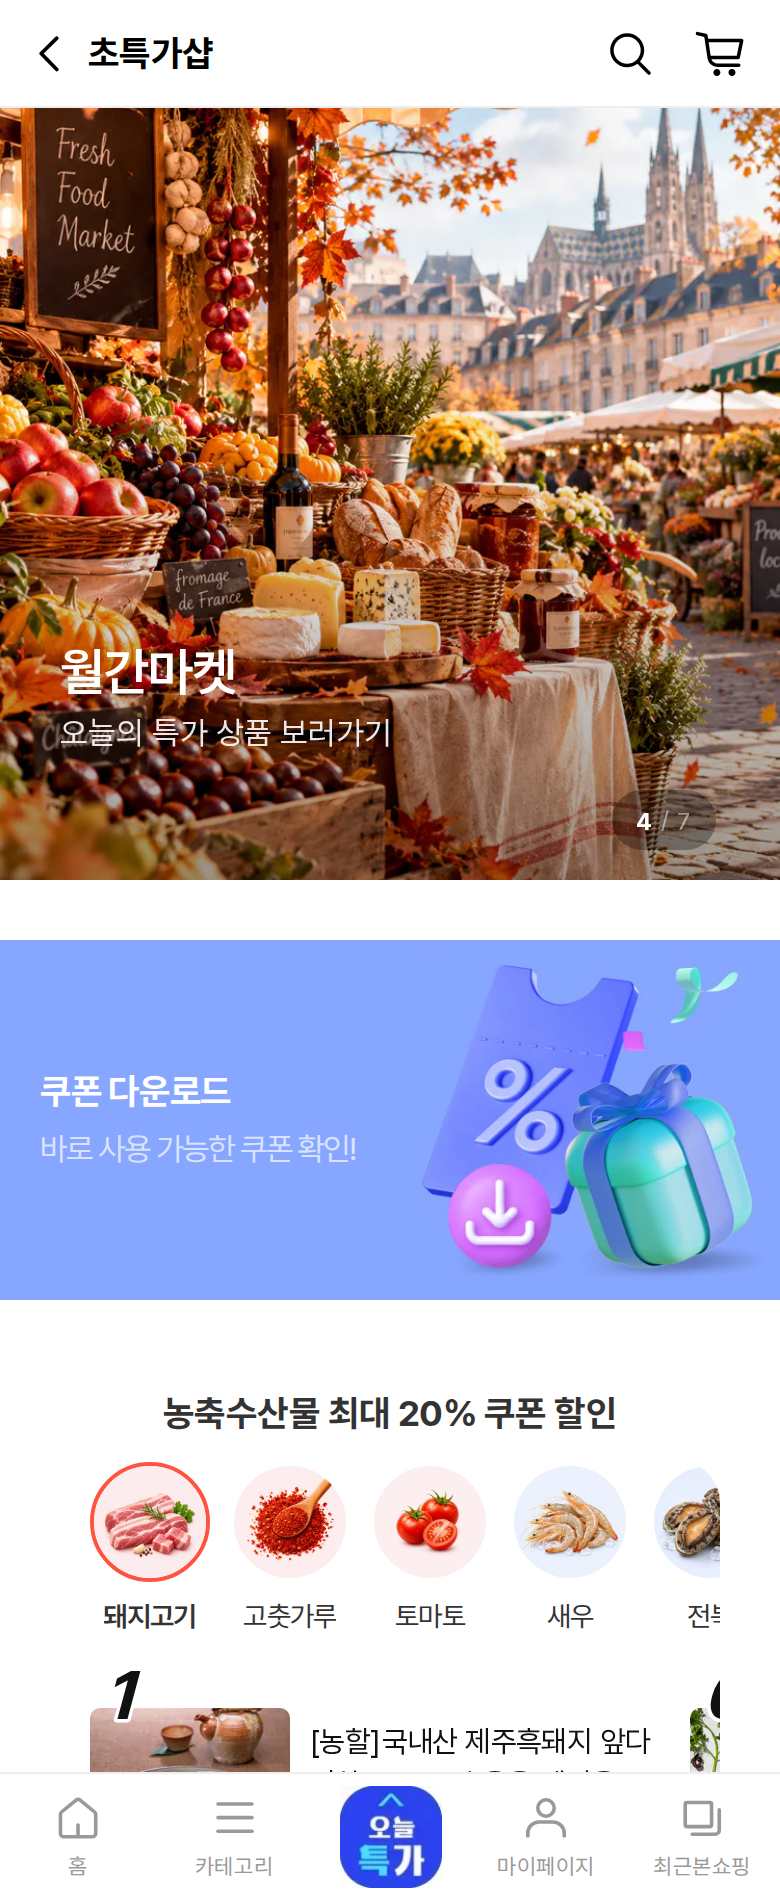 초특가샵
Fresh
Food
Market
fromage
de France
월간마켓
오늘의 특가 상품 보러가기
4 / 7
쿠폰 다운로드
바로 사용 가능한 쿠폰 확인!
%
농축수산물 최대 20% 쿠폰 할인
돼지고기
고춧가루
토마토
새우
1
[농할]국내산 제주흑돼지 앞다
홈
카테고리
오늘
특가
마이페이지
최근본쇼핑